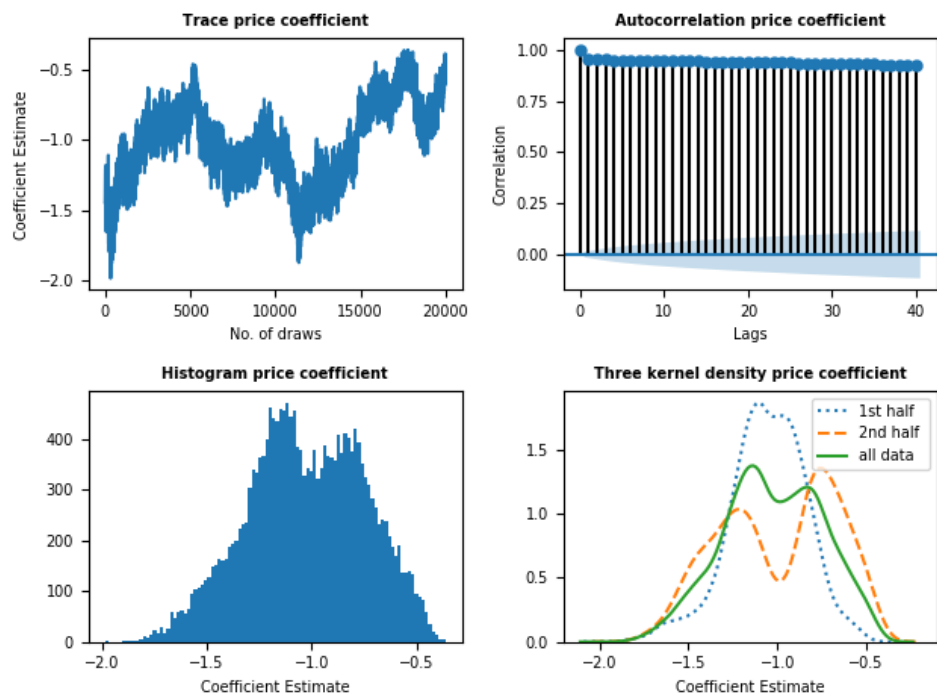 Trace price coefficient
Coefficient Estimate
−0.5
−1.0
−1.5
−2.0
0 5000 10000 15000 20000
No. of draws
Autocorrelation price coefficient
Correlation
1.00
0.75
0.50
0.25
0.00
0 10 20 30 40
Lags
Histogram price coefficient
400
300
200
100
0
−2.0 −1.5 −1.0 −0.5
Coefficient Estimate
Three kernel density price coefficient
1st half
2nd half
all data
1.5
1.0
0.5
0.0
−2.0 −1.5 −1.0 −0.5
Coefficient Estimate